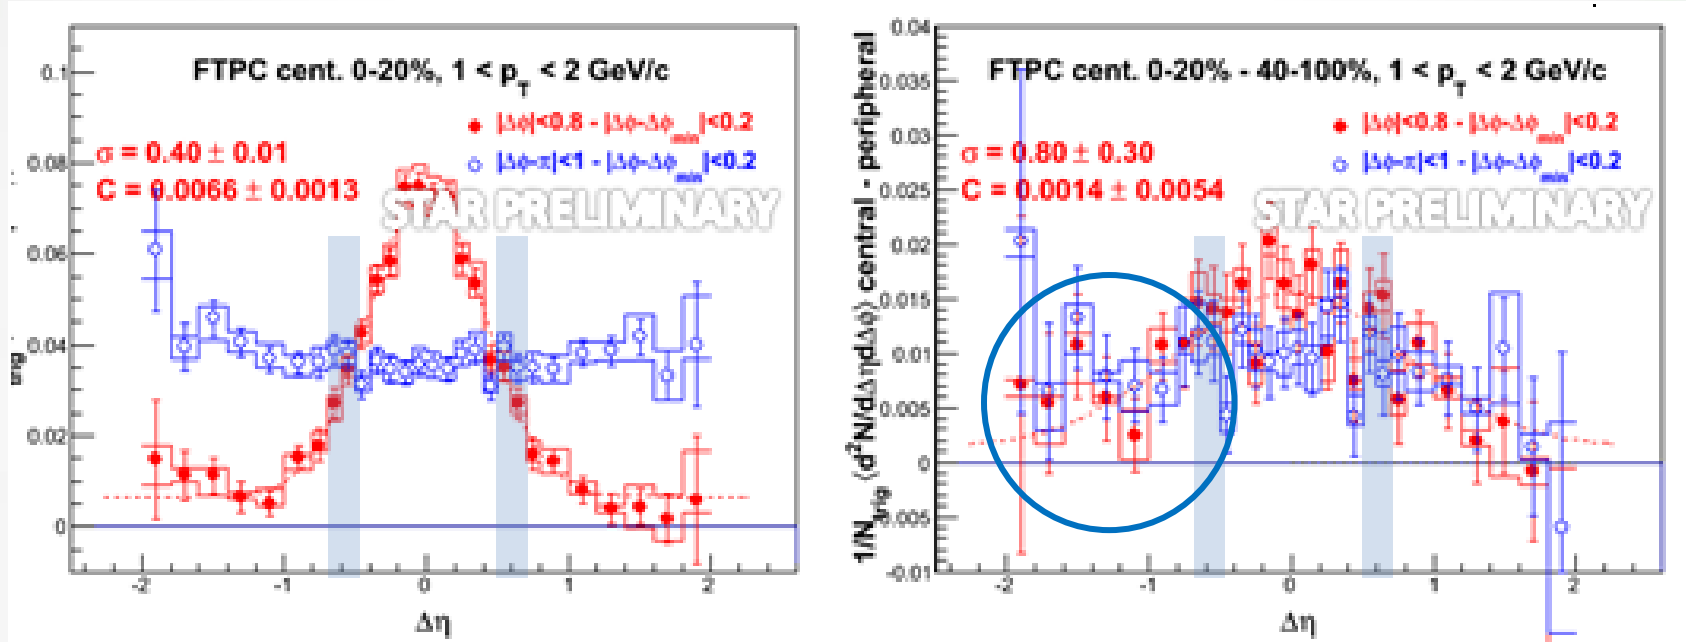 FTPC cent. 0-20%, 1 < p_T < 2 GeV/c
|Δϕ|<0.8 - |Δϕ-Δϕ_min|<0.2
|Δϕ-π|<1 - |Δϕ-Δϕ_min|<0.2
σ = 0.40 ± 0.01
C = 0.0066 ± 0.0013
STAR PRELIMINARY
0.1
0.08
0.06
0.04
0.02
0
-2 -1 0 1 2
Δη
1/N_trig (d²N/dΔηdΔϕ) central - peripheral
FTPC cent. 0-20% - 40-100%, 1 < p_T < 2 GeV/c
|Δϕ|<0.8 - |Δϕ-Δϕ_min|<0.2
|Δϕ-π|<1 - |Δϕ-Δϕ_min|<0.2
σ = 0.80 ± 0.30
C = 0.0014 ± 0.0054
STAR PRELIMINARY
0.04
0.035
0.03
0.025
0.02
0.015
0.01
0.005
0
0.005
-0.01
-2 -1 0 1 2
Δη